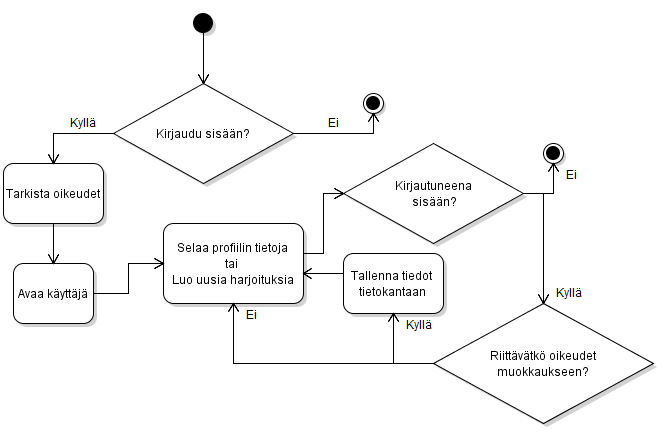 Kirjaudu sisään?
Kyllä
Ei
Tarkista oikeudet
Avaa käyttäjä
Selaa profiilin tietoja
tai
Luo uusia harjoituksia
Kirjautuneena
sisään?
Ei
Kyllä
Tallenna tiedot
tietokantaan
Ei
Kyllä
Riittävätkö oikeudet
muokkaukseen?